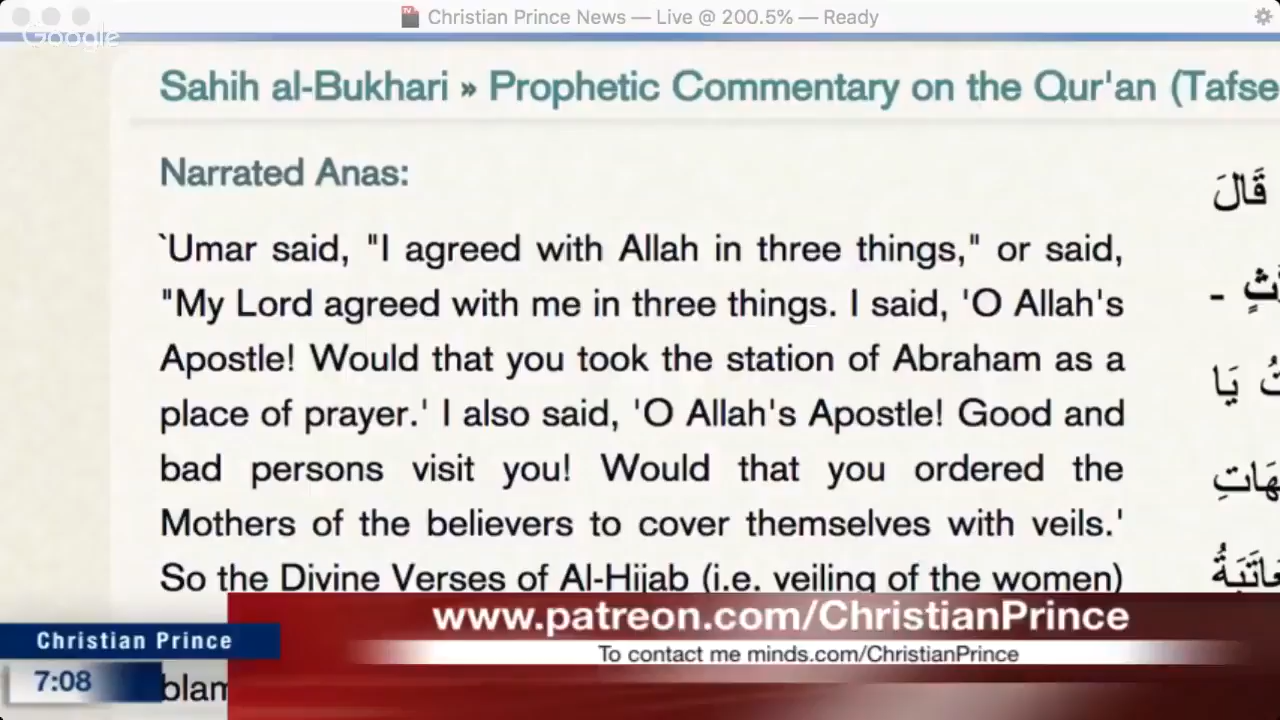 Christian Prince News — Live @ 200.5% — Ready
Google
Sahih al-Bukhari » Prophetic Commentary on the Qur'an (Tafse
Narrated Anas:
قَالَ
`Umar said, "I agreed with Allah in three things," or said,
"My Lord agreed with me in three things. I said, 'O Allah's
Apostle! Would that you took the station of Abraham as a
place of prayer.' I also said, 'O Allah's Apostle! Good and
يَا
bad persons visit you! Would that you ordered the
Mothers of the believers to cover themselves with veils.'
So the Divine Verses of Al-Hijab (i.e. veiling of the women)
blam
www.patreon.com/ChristianPrince
To contact me minds.com/ChristianPrince
Christian Prince
7:08